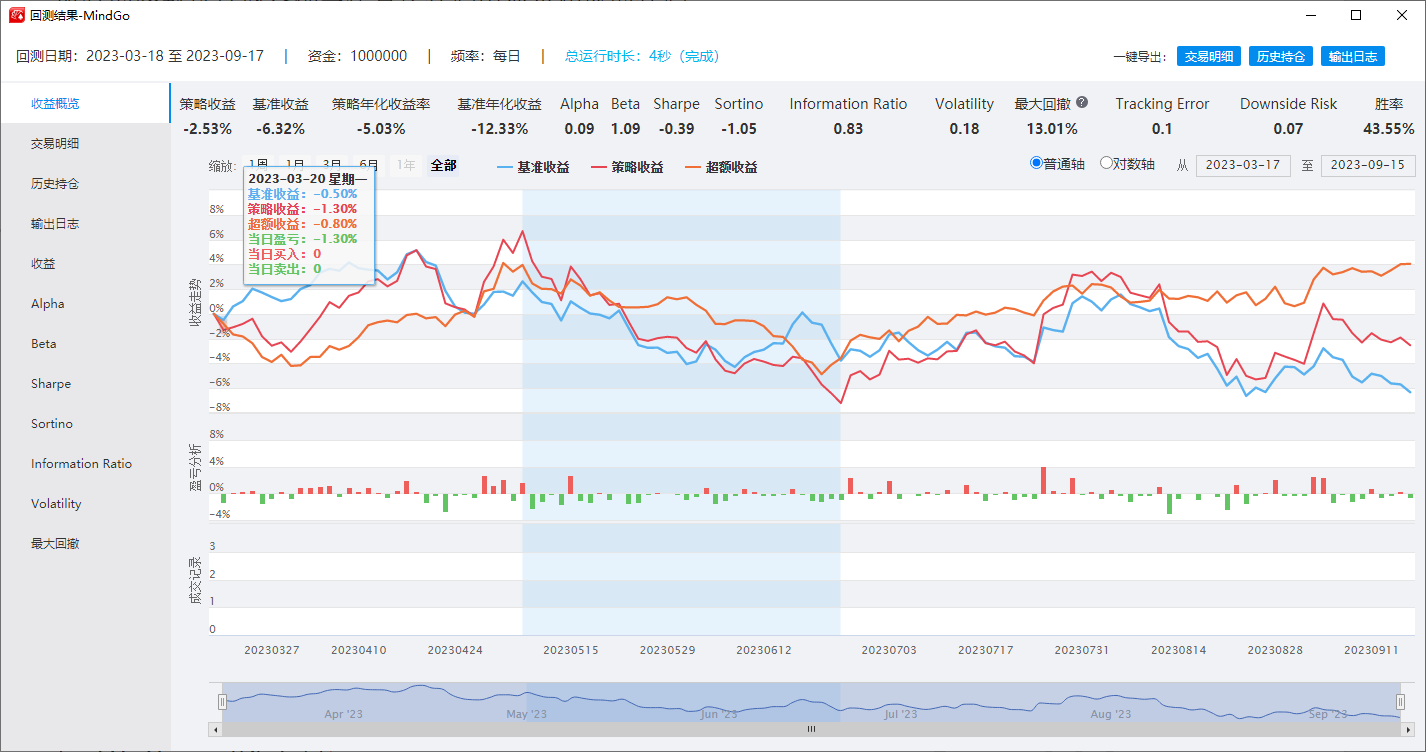 回测结果-MindGo
回测日期：2023-03-18 至 2023-09-17 | 资金：1000000 | 频率：每日 | 总运行时长：4秒（完成） 一键导出： 交易明细 历史持仓 输出日志
收益概览
交易明细
历史持仓
输出日志
收益
Alpha
Beta
Sharpe
Sortino
Information Ratio
Volatility
最大回撤
策略收益 基准收益 策略年化收益率 基准年化收益 Alpha Beta Sharpe Sortino Information Ratio Volatility 最大回撤 ? Tracking Error Downside Risk 胜率
-2.53% -6.32% -5.03% -12.33% 0.09 1.09 -0.39 -1.05 0.83 0.18 13.01% 0.1 0.07 43.55%
缩放： 1周 1月 3月 6月 1年 全部 基准收益 策略收益 超额收益 普通轴 对数轴 从 2023-03-17 至 2023-09-15
2023-03-20 星期一
基准收益：-0.50%
策略收益：-1.30%
超额收益：-0.80%
当日盈亏：-1.30%
当日买入：0
当日卖出：0
收益走势
8%
6%
4%
2%
0%
-2%
-4%
-6%
-8%
盈亏分析
8%
4%
0%
-4%
成交记录
3
2
1
0
20230327 20230410 20230424 20230515 20230529 20230612 20230703 20230717 20230731 20230814 20230828 20230911
Apr '23 May '23 Jun '23 Jul '23 Aug '23 Sep '23